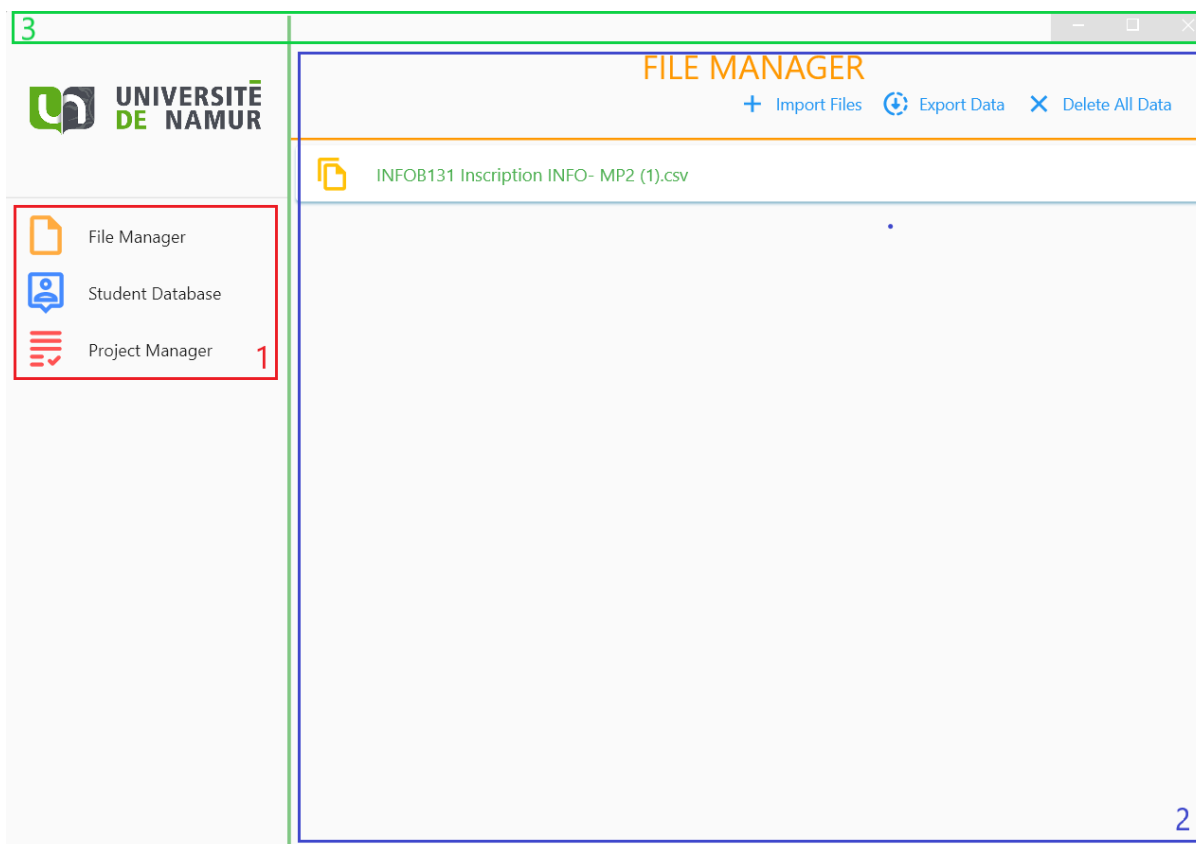 3
UNIVERSITĒ
DE NAMUR
File Manager
Student Database
Project Manager
1
FILE MANAGER
Import Files Export Data Delete All Data
INFOB131 Inscription INFO- MP2 (1).csv
2